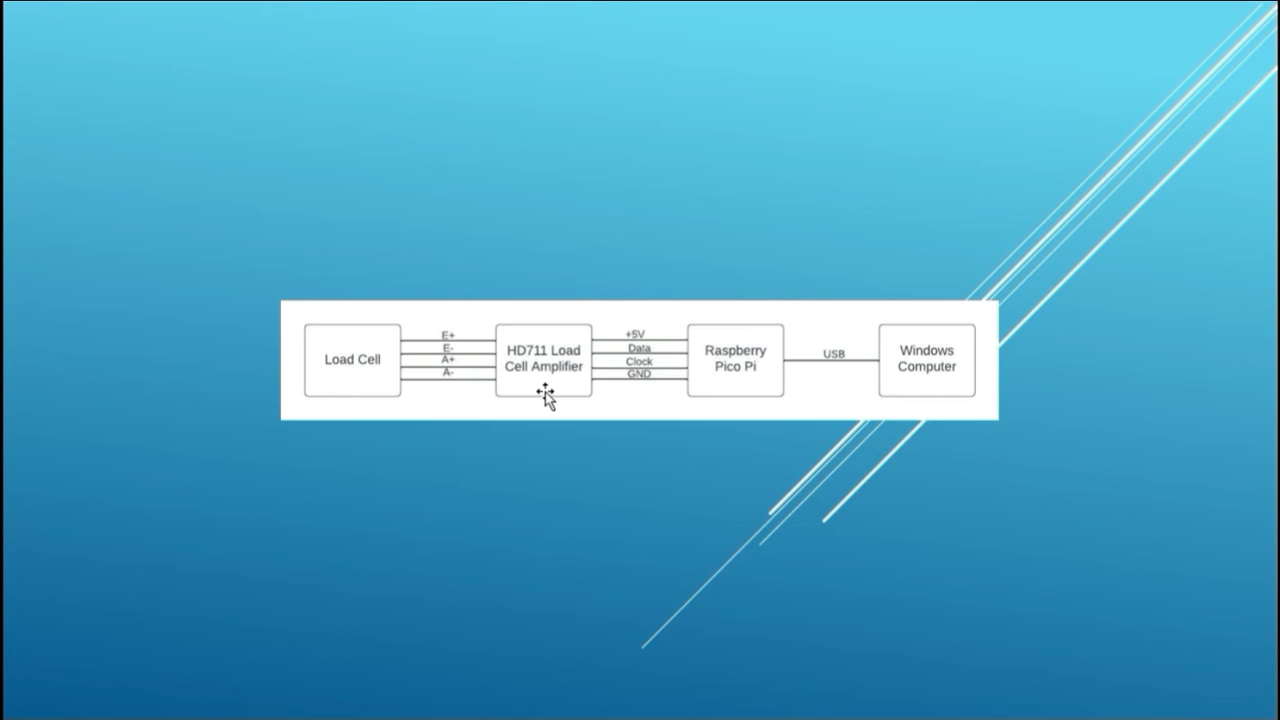 Load Cell
E+
E-
A+
A-
HD711 Load
Cell Amplifier
+5V
Data
Clock
GND
Raspberry
Pico Pi
USB
Windows
Computer